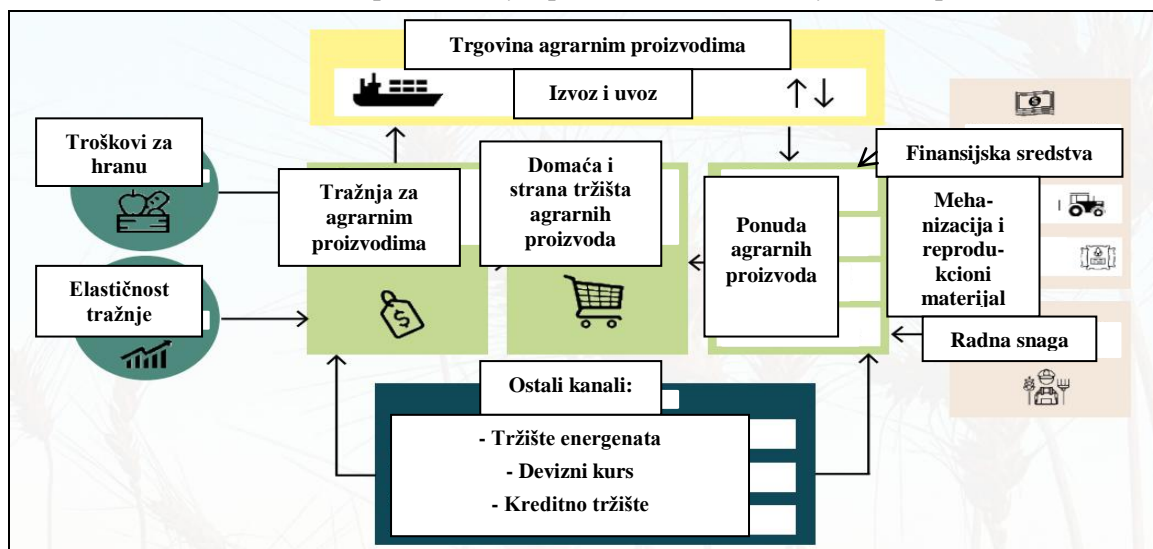 Trgovina agrarnim proizvodima
Izvoz i uvoz
Troškovi za
hranu
Elastičnost
tražnje
Tražnja za
agrarnim
proizvodima
Domaća i
strana tržišta
agrarnih
proizvoda
Ponuda
agrarnih
proizvoda
Finansijska sredstva
Meha-
nizacija i
reprodu-
kcioni
materijal
Radna snaga
Ostali kanali:
- Tržište energenata
- Devizni kurs
- Kreditno tržište